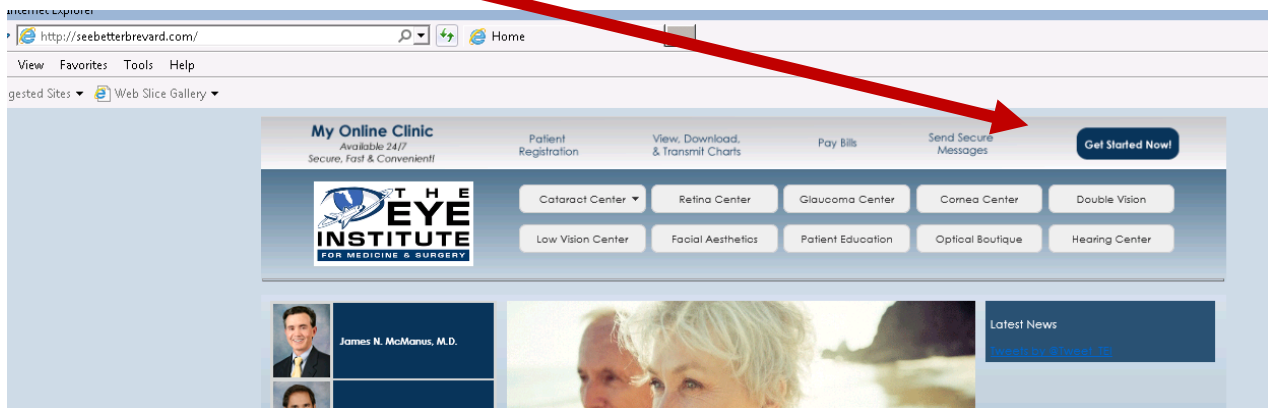 Internet Explorer
http://seebetterbrevard.com/
Home
View Favorites Tools Help
gested Sites ▼ Web Slice Gallery ▼
My Online Clinic
Available 24/7
Secure, Fast & Convenient!
Patient
Registration
View, Download,
& Transmit Charts
Pay Bills
Send Secure
Messages
Get Started Now!
THE
EYE
INSTITUTE
FOR MEDICINE & SURGERY
Cataract Center ▼ Retina Center Glaucoma Center Cornea Center Double Vision
Low Vision Center Facial Aesthetics Patient Education Optical Boutique Hearing Center
James N. McManus, M.D.
Latest News